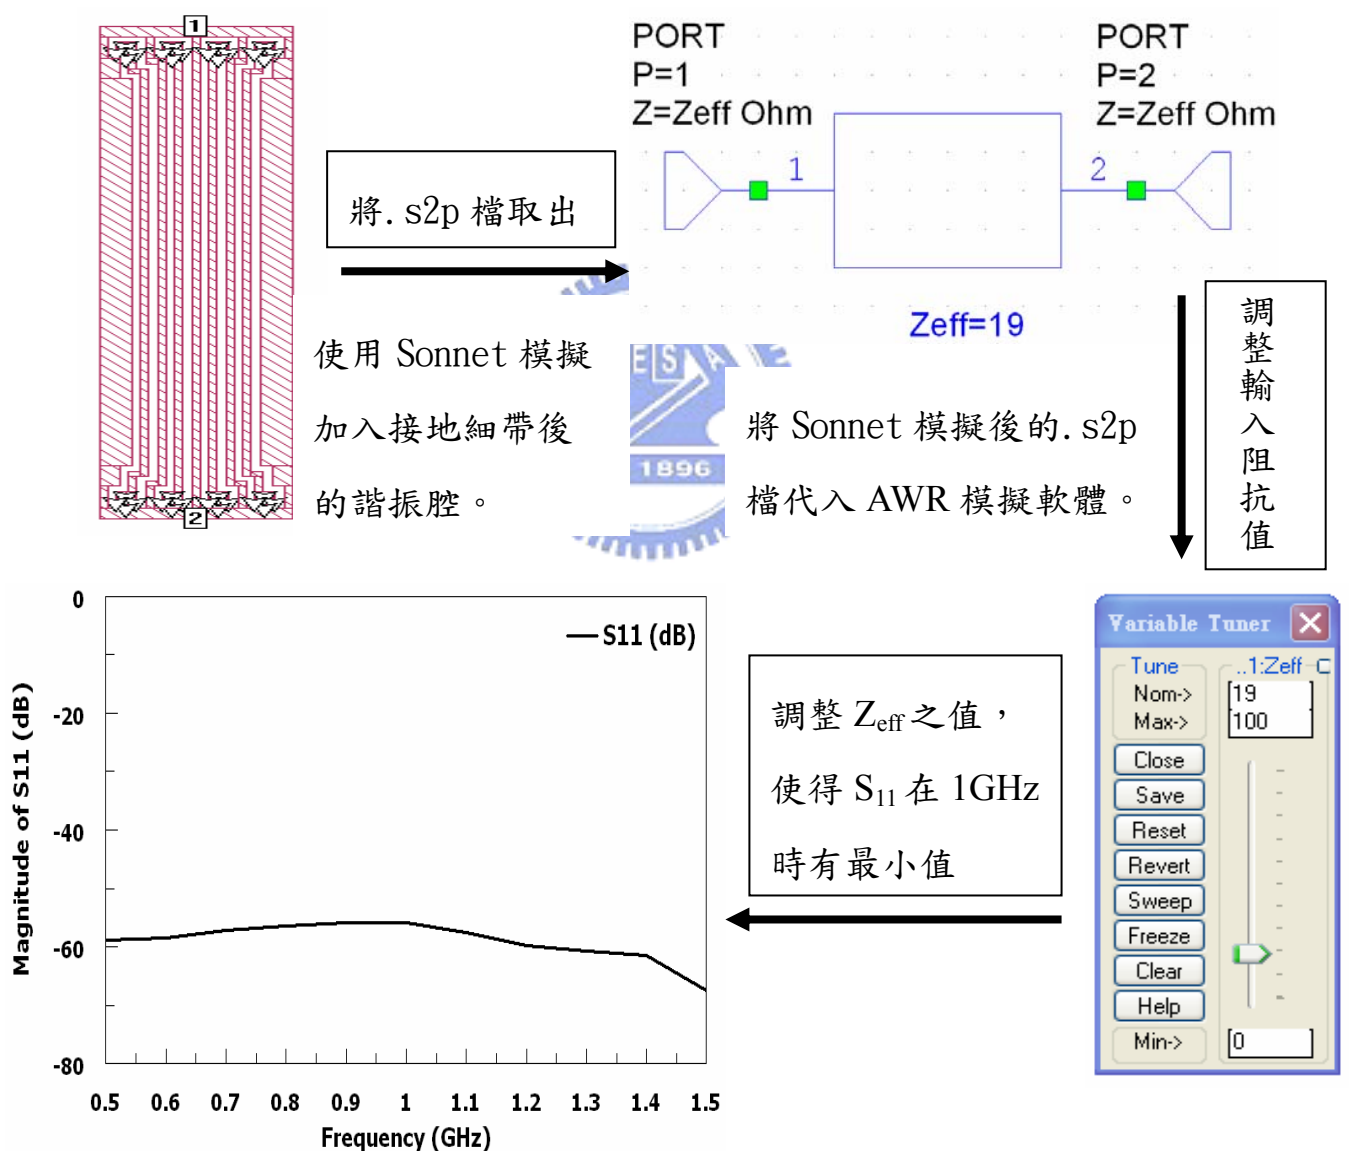 1
2
將.s2p 檔取出
使用 Sonnet 模擬
加入接地細帶後
的諧振腔。
PORT
P=1
Z=Zeff Ohm
PORT
P=2
Z=Zeff Ohm
1
2
Zeff=19
ES
1896
將 Sonnet 模擬後的.s2p
檔代入 AWR 模擬軟體。
調整輸入阻抗值
Variable Tuner
Tune
Nom->
Max->
Close
Save
Reset
Revert
Sweep
Freeze
Clear
Help
Min->
..1:Zeff
19
100
0
調整 Zeff 之值,
使得 S11 在 1GHz
時有最小值
S11 (dB)
Magnitude of S11 (dB)
0
-20
-40
-60
-80
0.5 0.6 0.7 0.8 0.9 1 1.1 1.2 1.3 1.4 1.5
Frequency (GHz)